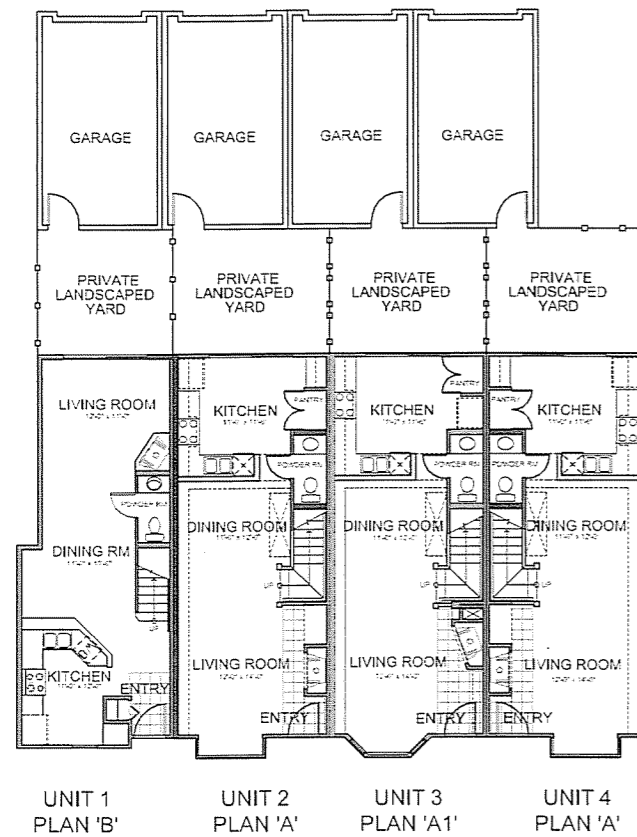 GARAGE
GARAGE
GARAGE
GARAGE
PRIVATE
LANDSCAPED
YARD
PRIVATE
LANDSCAPED
YARD
PRIVATE
LANDSCAPED
YARD
PRIVATE
LANDSCAPED
YARD
LIVING ROOM
POWDER RM
DINING RM
UP
KITCHEN
ENTRY
KITCHEN
PANTRY
POWDER RM
DINING ROOM
UP
LIVING ROOM
ENTRY
PANTRY
KITCHEN
POWDER RM
DINING ROOM
UP
LIVING ROOM
ENTRY
PANTRY
KITCHEN
POWDER RM
DINING ROOM
UP
LIVING ROOM
ENTRY
UNIT 1
PLAN 'B'
UNIT 2
PLAN 'A'
UNIT 3
PLAN 'A1'
UNIT 4
PLAN 'A'